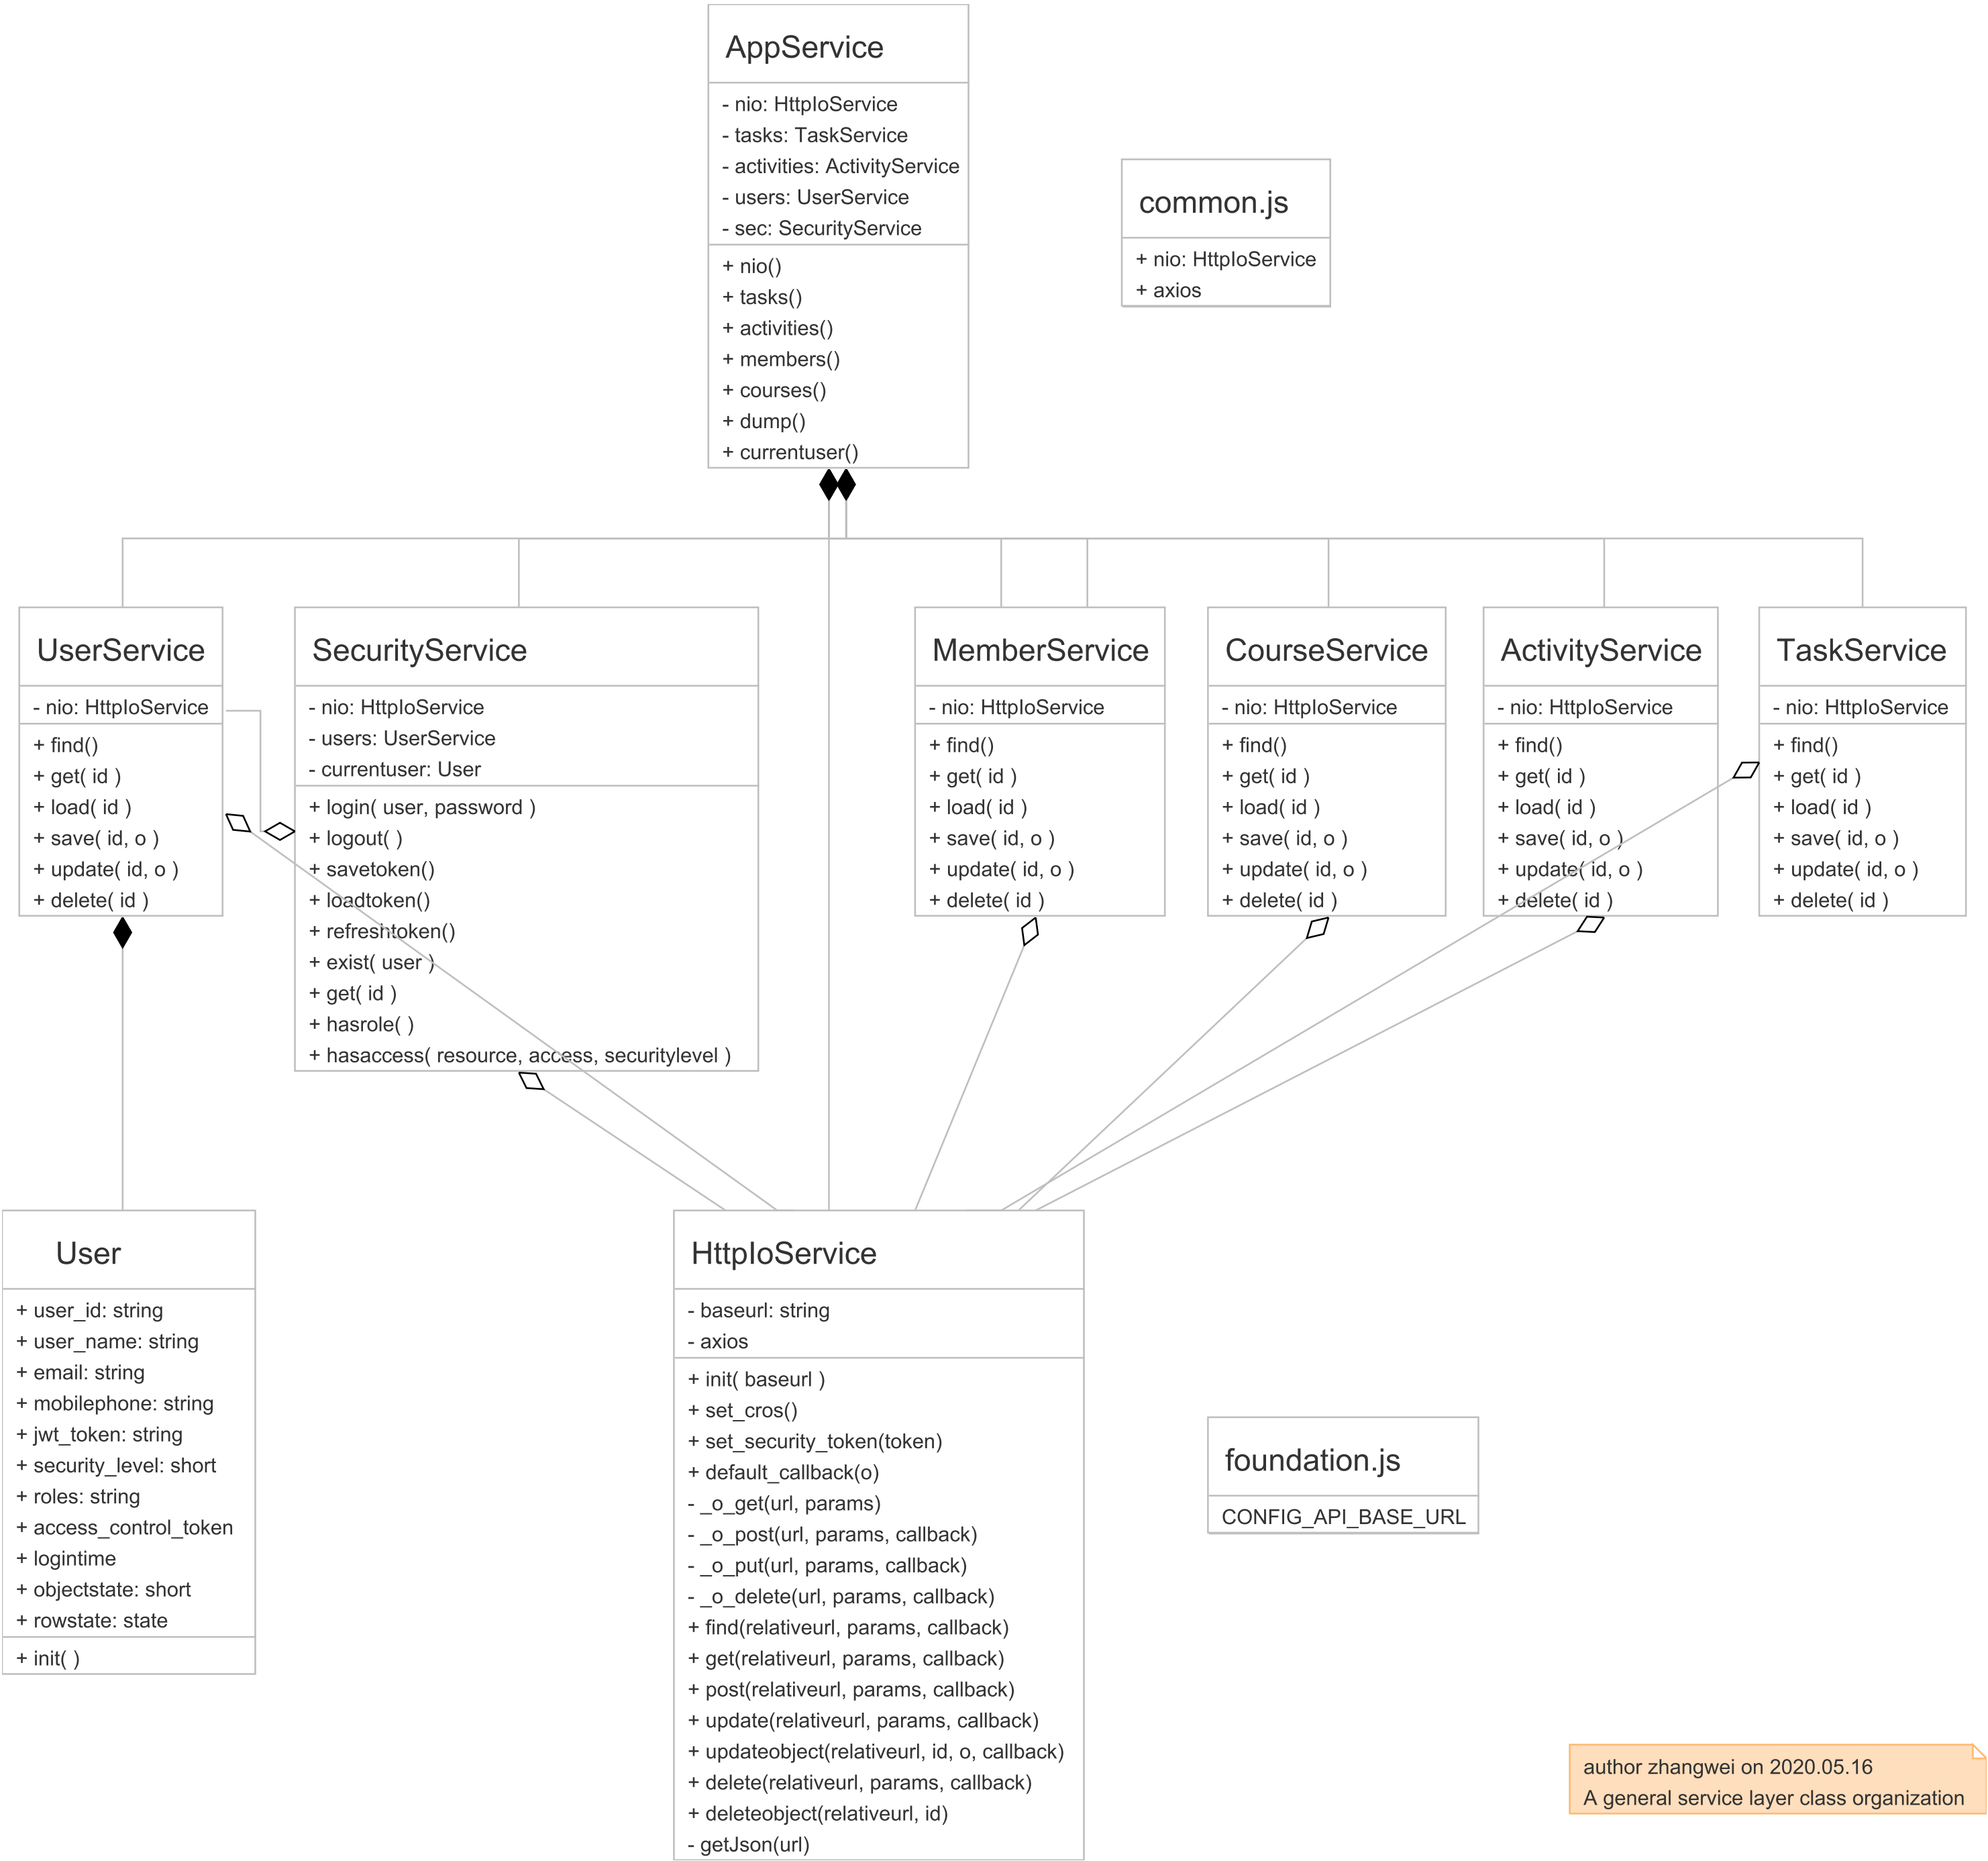 AppService
- nio: HttpIoService
- tasks: TaskService
- activities: ActivityService
- users: UserService
- sec: SecurityService
+ nio()
+ tasks()
+ activities()
+ members()
+ courses()
+ dump()
+ currentuser()
common.js
+ nio: HttpIoService
+ axios
UserService
- nio: HttpIoService
+ find()
+ get( id )
+ load( id )
+ save( id, o )
+ update( id, o )
+ delete( id )
SecurityService
- nio: HttpIoService
- users: UserService
- currentuser: User
+ login( user, password )
+ logout( )
+ savetoken()
+ loadtoken()
+ refreshtoken()
+ exist( user )
+ get( id )
+ hasrole( )
+ hasaccess( resource, access, securitylevel )
MemberService
- nio: HttpIoService
+ find()
+ get( id )
+ load( id )
+ save( id, o )
+ update( id, o )
+ delete( id )
CourseService
- nio: HttpIoService
+ find()
+ get( id )
+ load( id )
+ save( id, o )
+ update( id, o )
+ delete( id )
ActivityService
- nio: HttpIoService
+ find()
+ get( id )
+ load( id )
+ save( id, o )
+ update( id, o )
+ delete( id )
TaskService
- nio: HttpIoService
+ find()
+ get( id )
+ load( id )
+ save( id, o )
+ update( id, o )
+ delete( id )
User
+ user_id: string
+ user_name: string
+ email: string
+ mobilephone: string
+ jwt_token: string
+ security_level: short
+ roles: string
+ access_control_token
+ logintime
+ objectstate: short
+ rowstate: state
+ init( )
HttpIoService
- baseurl: string
- axios
+ init( baseurl )
+ set_cros()
+ set_security_token(token)
+ default_callback(o)
- _o_get(url, params)
- _o_post(url, params, callback)
- _o_put(url, params, callback)
- _o_delete(url, params, callback)
+ find(relativeurl, params, callback)
+ get(relativeurl, params, callback)
+ post(relativeurl, params, callback)
+ update(relativeurl, params, callback)
+ updateobject(relativeurl, id, o, callback)
+ delete(relativeurl, params, callback)
+ deleteobject(relativeurl, id)
- getJson(url)
foundation.js
CONFIG_API_BASE_URL
author zhangwei on 2020.05.16
A general service layer class organization